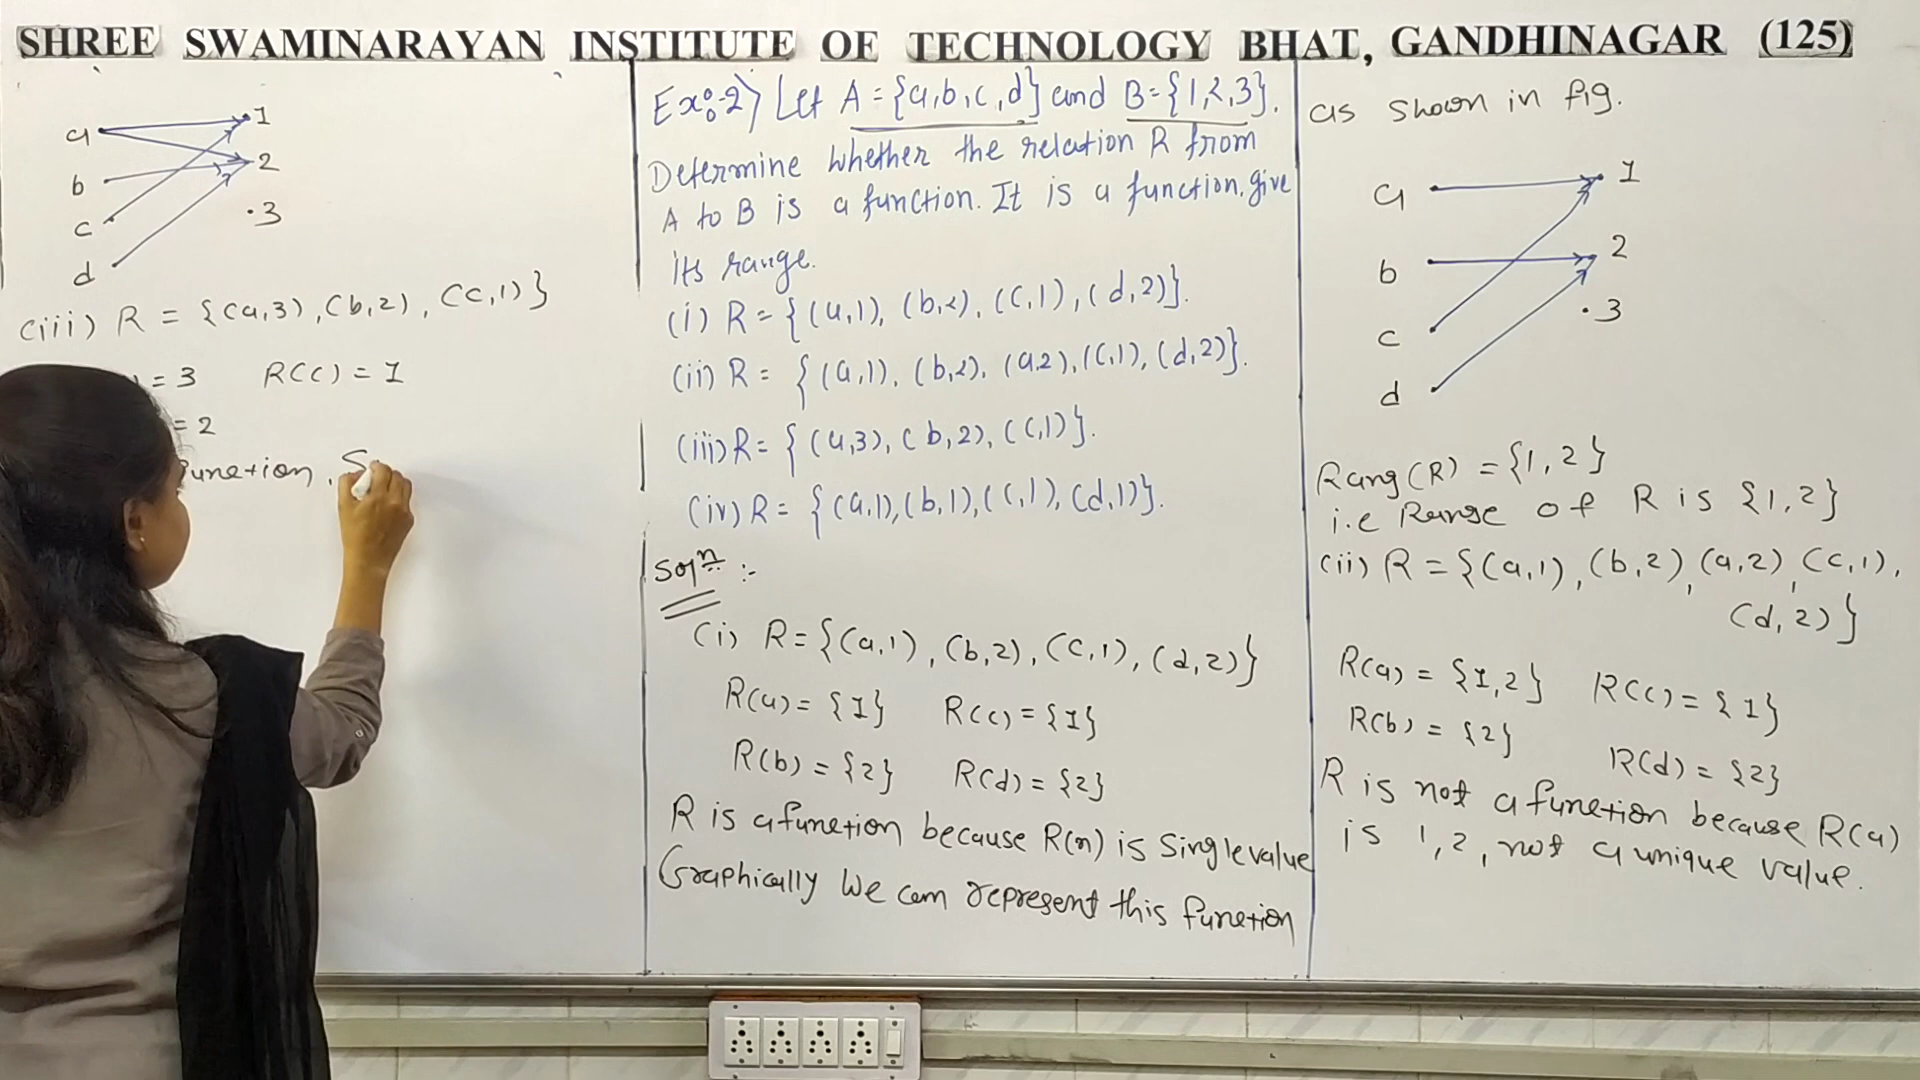 SHREE SWAMINARAYAN INSTITUTE OF TECHNOLOGY BHAT, GANDHINAGAR (125)
Ex:-2) Let A = {a,b,c,d} and B = {1,2,3}.
Determine whether the relation R from
A to B is a function. It is a function, give
its range.
(i) R = {(a,1), (b,2), (c,1), (d,2)}.
(ii) R = {(a,1), (b,2), (a,2), (c,1), (d,2)}.
(iii) R = {(a,3), (b,2), (c,1)}.
(iv) R = {(a,1), (b,1), (c,1), (d,1)}.
Solⁿ :-
(i) R = {(a,1), (b,2), (c,1), (d,2)}
R(a) = {1} R(c) = {1}
R(b) = {2} R(d) = {2}
R is a function because R(n) is single value
Graphically we can represent this function
as shown in fig.
a 1
b 2
c 3
d
Rang(R) = {1,2}
i.e Range of R is {1,2}
(ii) R = {(a,1), (b,2), (a,2), (c,1),
(d,2)}
R(a) = {1,2} R(c) = {1}
R(b) = {2} R(d) = {2}
R is not a function because R(a)
is 1,2, not a unique value.
a 1
b 2
c 3
d
(iii) R = {(a,3), (b,2), (c,1)}
= 3 R(c) = 1
= 2
function, S